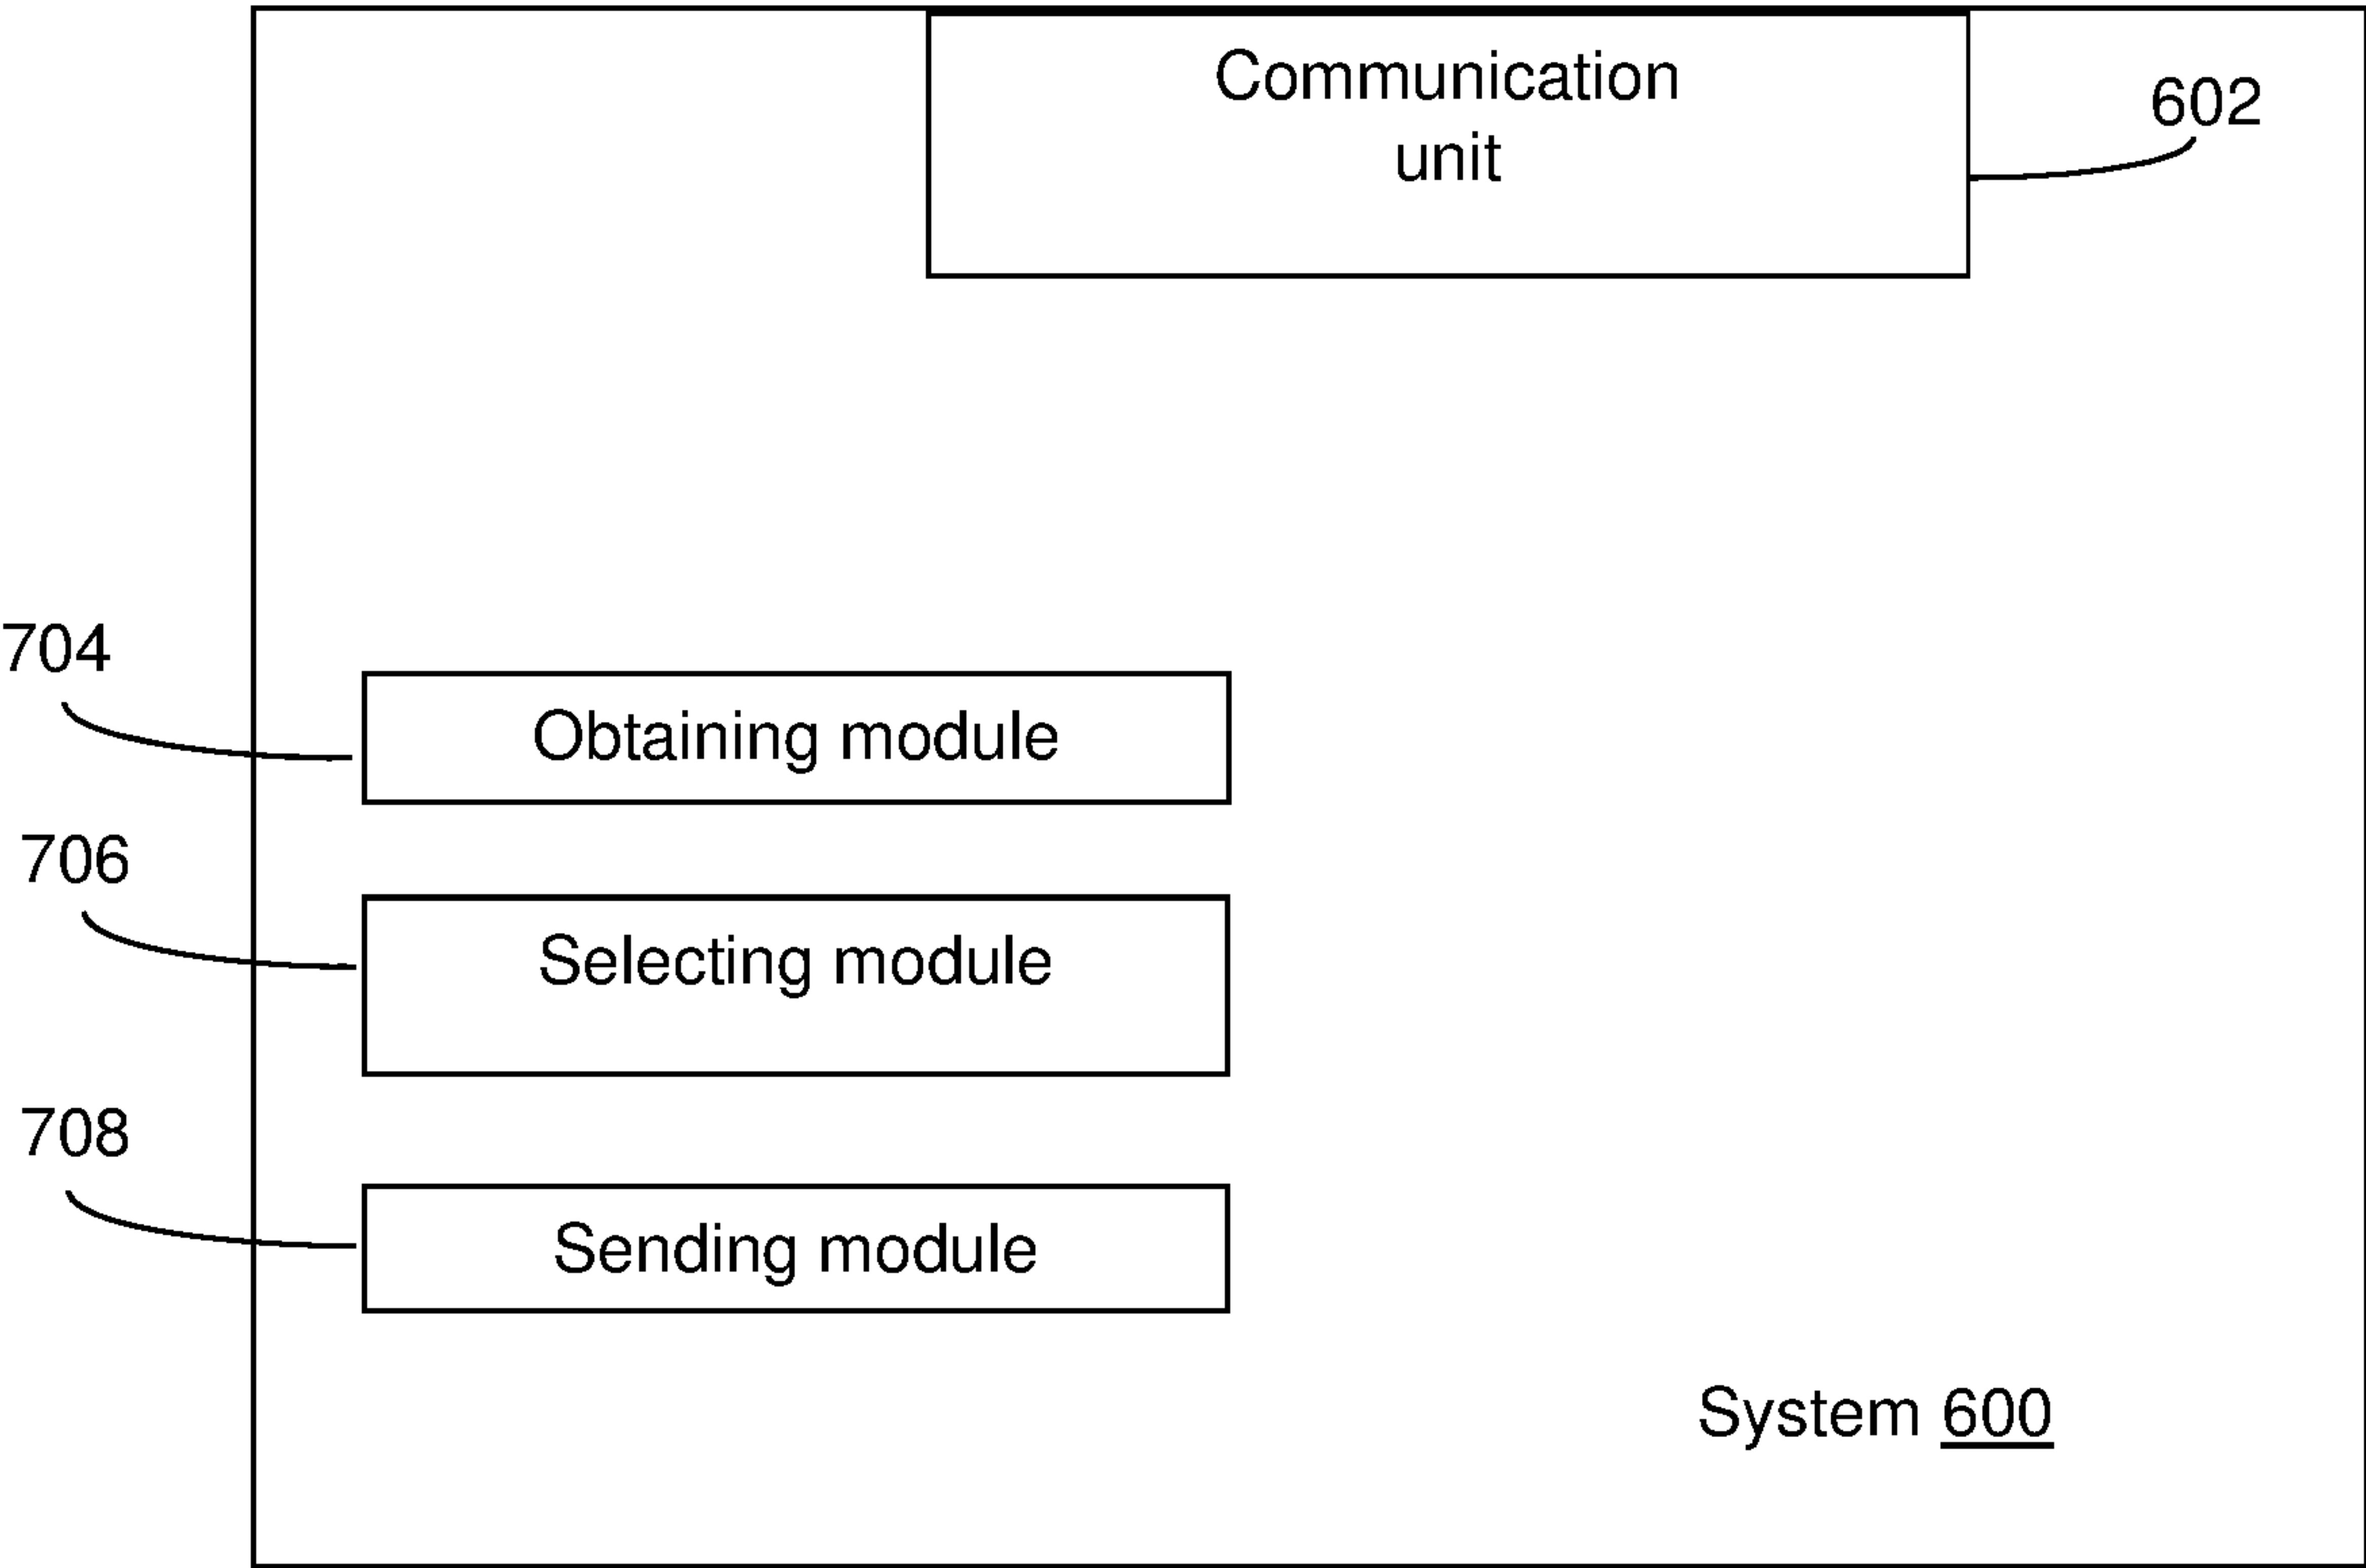 Communication
unit
602
704
Obtaining module
706
Selecting module
708
Sending module
System 600